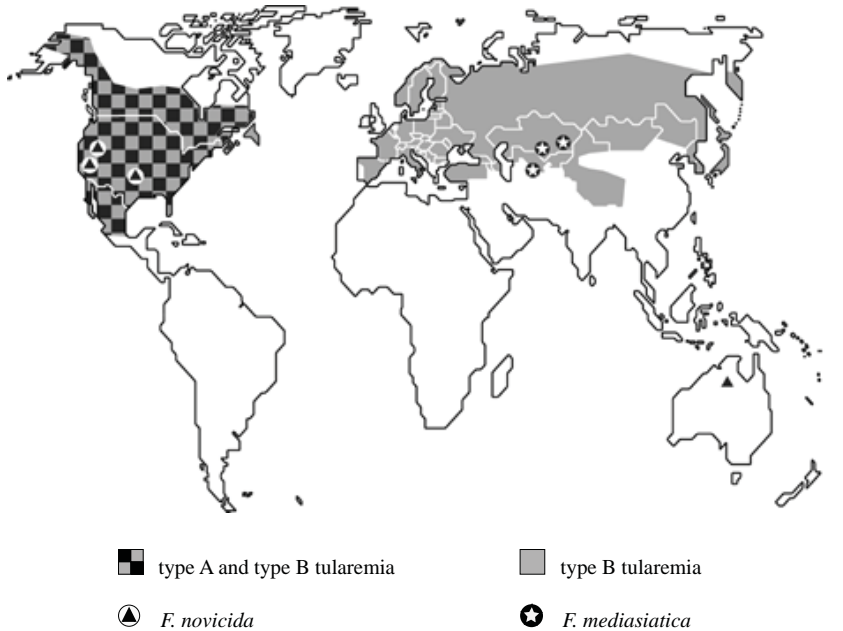 type A and type B tularemia
type B tularemia
F. novicida
F. mediasiatica